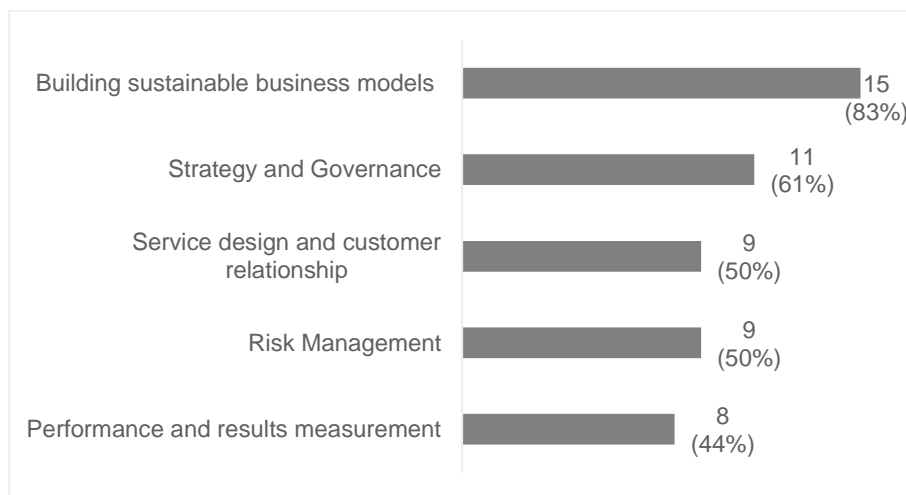 Building sustainable business models
15
(83%)
Strategy and Governance
11
(61%)
Service design and customer
relationship
9
(50%)
Risk Management
9
(50%)
Performance and results measurement
8
(44%)